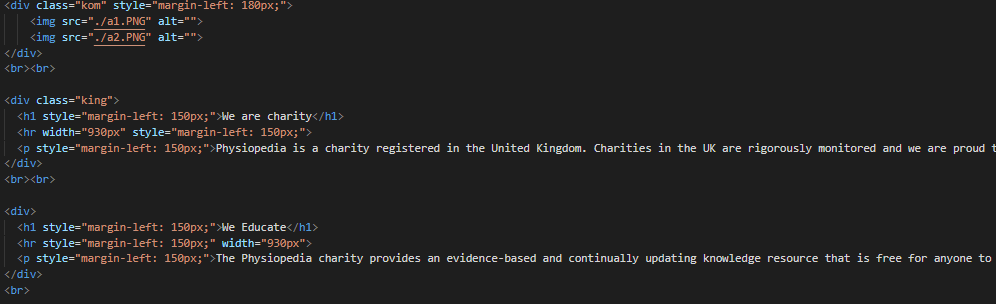 <div class="kom" style="margin-left: 180px;">
<img src="./a1.PNG" alt="">
<img src="./a2.PNG" alt="">
</div>
<br><br>
<div class="king">
<h1 style="margin-left: 150px;">We are charity</h1>
<hr width="930px" style="margin-left: 150px;">
<p style="margin-left: 150px;">Physiopedia is a charity registered in the United Kingdom. Charities in the UK are rigorously monitored and we are proud t
</div>
<br><br>
<div>
<h1 style="margin-left: 150px;">We Educate</h1>
<hr style="margin-left: 150px;" width="930px">
<p style="margin-left: 150px;">The Physiopedia charity provides an evidence-based and continually updating knowledge resource that is free for anyone to
</div>
<br>